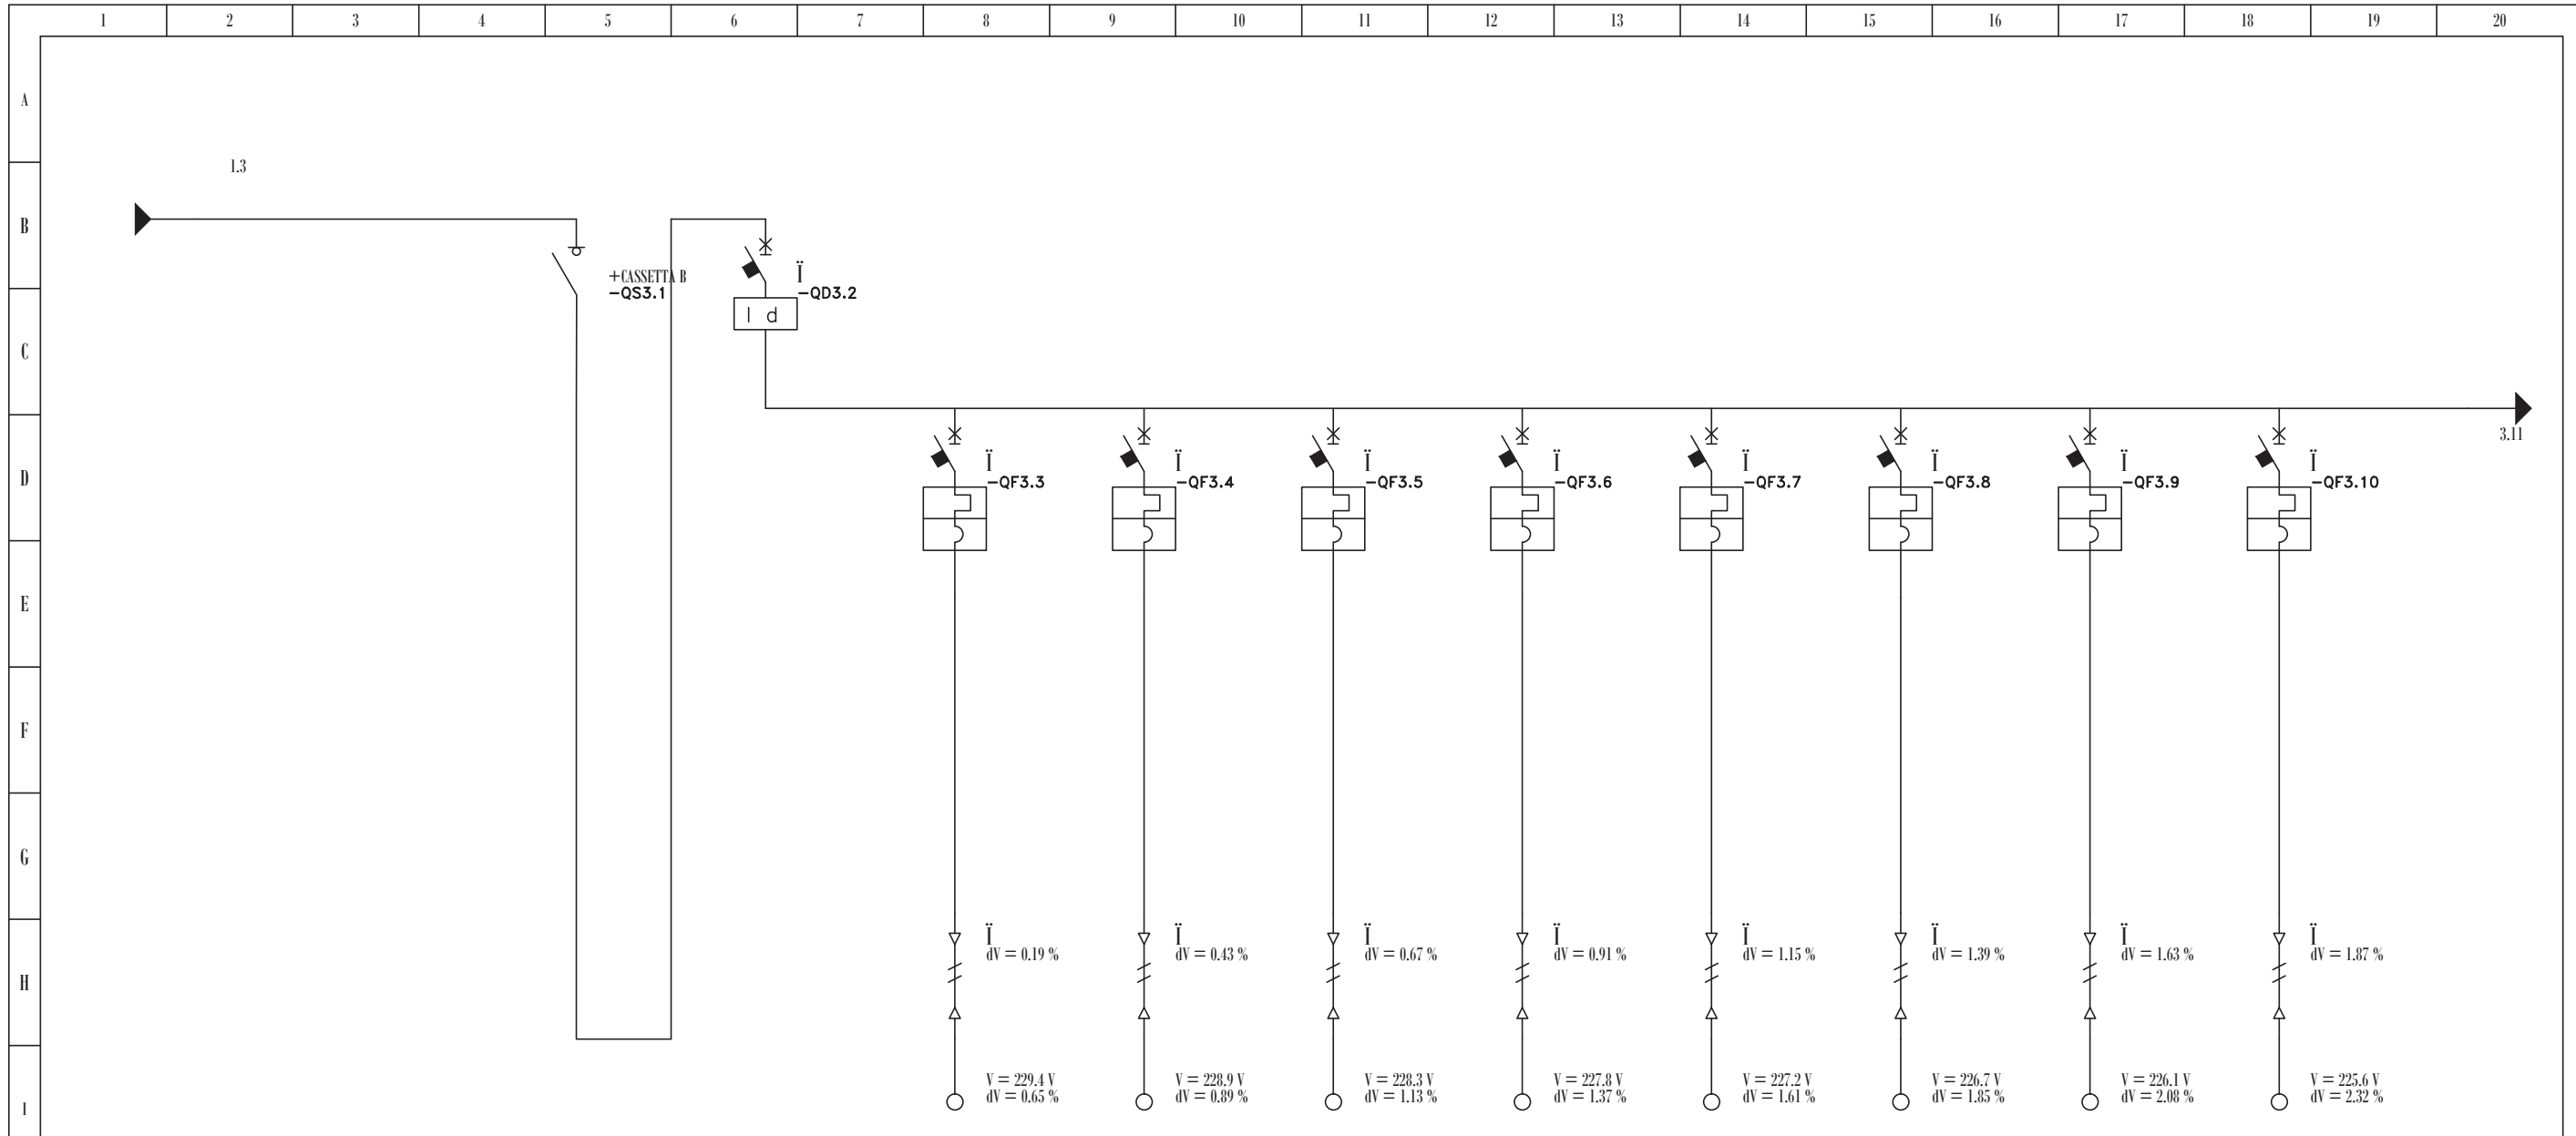 1 2 3 4 5 6 7 8 9 10 11 12 13 14 15 16 17 18 19 20
A
1.3
B
+CASSETTA B
-QS3.1
Ï
-QD3.2
I d
C
3.11
D
Ï
-QF3.3
Ï
-QF3.4
Ï
-QF3.5
Ï
-QF3.6
Ï
-QF3.7
Ï
-QF3.8
Ï
-QF3.9
Ï
-QF3.10
E
F
G
H
Ï
dV = 0.19 %
Ï
dV = 0.43 %
Ï
dV = 0.67 %
Ï
dV = 0.91 %
Ï
dV = 1.15 %
Ï
dV = 1.39 %
Ï
dV = 1.63 %
Ï
dV = 1.87 %
I
V = 229.4 V
dV = 0.65 %
V = 228.9 V
dV = 0.89 %
V = 228.3 V
dV = 1.13 %
V = 227.8 V
dV = 1.37 %
V = 227.2 V
dV = 1.61 %
V = 226.7 V
dV = 1.85 %
V = 226.1 V
dV = 2.08 %
V = 225.6 V
dV = 2.32 %